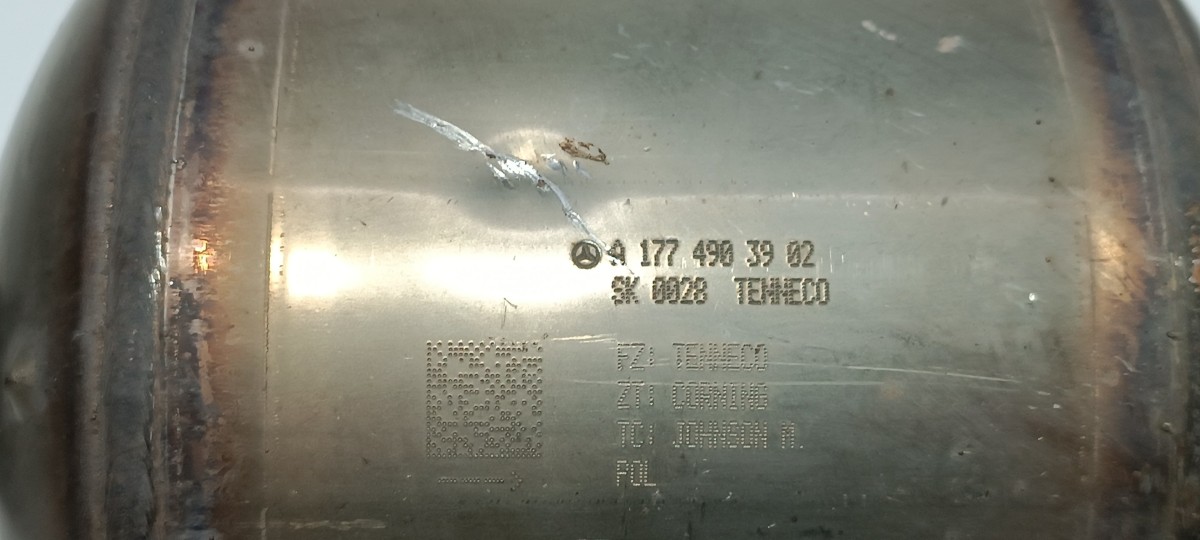 A 177 490 39 02
SK 0028 TENNECO
FZ: TENNECO
ZT: CORNING
TC: JOHNSON M.
POL